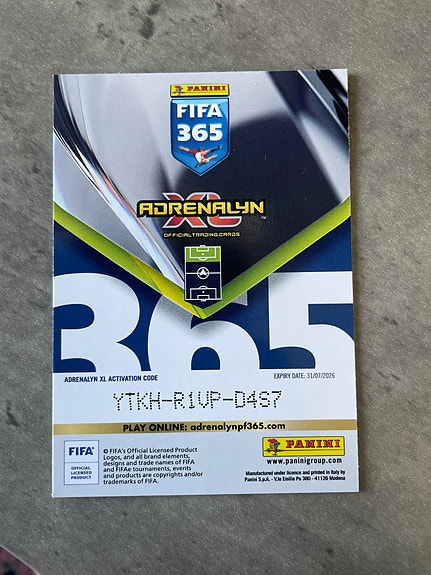 PANINI
FIFA
365
ADRENALYN
XL™
OFFICIAL TRADING CARDS
365
ADRENALYN XL ACTIVATION CODE
EXPIRY DATE: 31/07/2026
YTKH-R1VP-D4S7
PLAY ONLINE: adrenalynpf365.com
FIFA®
OFFICIAL
LICENSED
PRODUCT
© FIFA's Official Licensed Product
Logos, and all brand elements,
designs and trade names of FIFA
and FIFAe tournaments, events
and products are copyrights and/or
trademarks of FIFA.
PANINI
www.paninigroup.com
Manufactured under licence and printed in Italy by
Panini S.p.A. - V.le Emilio Po 380 - 41126 Modena